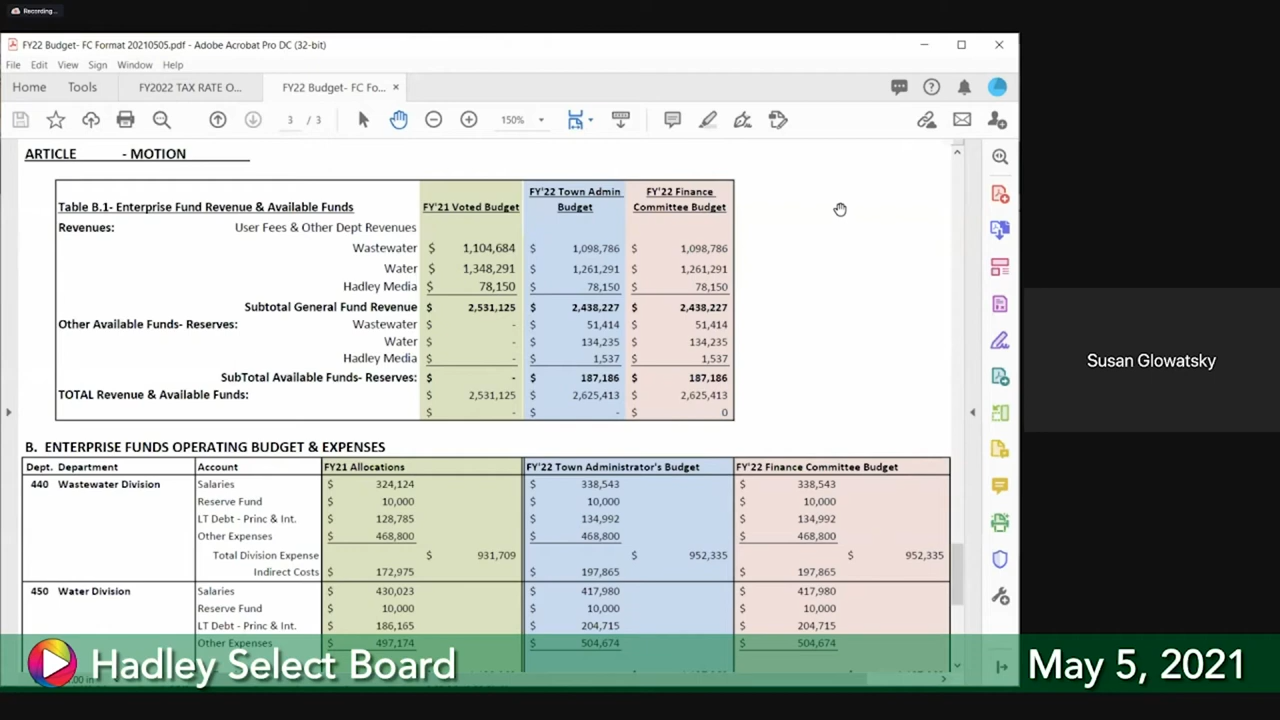 Recording...
FY22 Budget- FC Format 20210505.pdf - Adobe Acrobat Pro DC (32-bit)
File Edit View Sign Window Help
Home Tools FY2022 TAX RATE O... FY22 Budget- FC Fo... ×
3 / 3 150%
ARTICLE - MOTION
Table B.1- Enterprise Fund Revenue & Available Funds FY'21 Voted Budget FY'22 Town Admin Budget FY'22 Finance Committee Budget
Revenues: User Fees & Other Dept Revenues
Wastewater $ 1,104,684 $ 1,098,786 $ 1,098,786
Water $ 1,348,291 $ 1,261,291 $ 1,261,291
Hadley Media $ 78,150 $ 78,150 $ 78,150
Subtotal General Fund Revenue $ 2,531,125 $ 2,438,227 $ 2,438,227
Other Available Funds- Reserves: Wastewater $ - $ 51,414 $ 51,414
Water $ - $ 134,235 $ 134,235
Hadley Media $ - $ 1,537 $ 1,537
SubTotal Available Funds- Reserves: $ - $ 187,186 $ 187,186
TOTAL Revenue & Available Funds: $ 2,531,125 $ 2,625,413 $ 2,625,413
$ - $ - $ 0
B. ENTERPRISE FUNDS OPERATING BUDGET & EXPENSES
Dept. Department Account FY21 Allocations FY'22 Town Administrator's Budget FY'22 Finance Committee Budget
440 Wastewater Division Salaries $ 324,124 $ 338,543 $ 338,543
Reserve Fund $ 10,000 $ 10,000 $ 10,000
LT Debt - Princ & Int. $ 128,785 $ 134,992 $ 134,992
Other Expenses $ 468,800 $ 468,800 $ 468,800
Total Division Expense $ 931,709 $ 952,335 $ 952,335
Indirect Costs $ 172,975 $ 197,865 $ 197,865
450 Water Division Salaries $ 430,023 $ 417,980 $ 417,980
Reserve Fund $ 10,000 $ 10,000 $ 10,000
LT Debt - Princ & Int. $ 186,165 $ 204,715 $ 204,715
Other Expenses $ 497,174 $ 504,674 $ 504,674
Susan Glowatsky
Hadley Select Board May 5, 2021